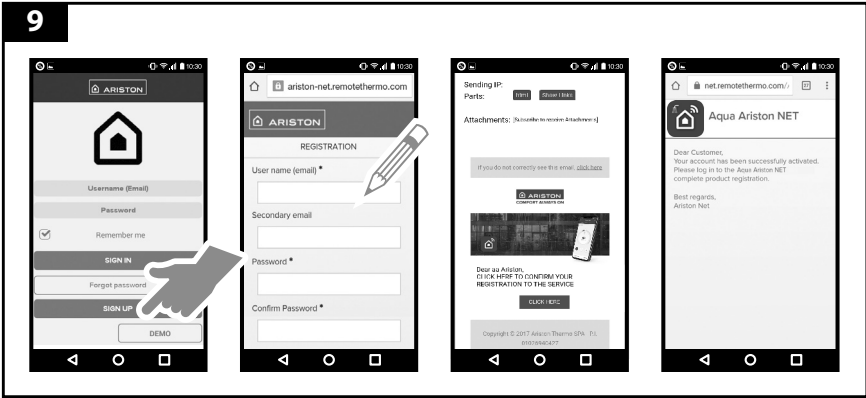 9
10:30
ARISTON
Username (Email)
Password
Remember me
SIGN IN
Forgot password
SIGN UP
DEMO
10:30
ariston-net.remotethermo.com
ARISTON
REGISTRATION
User name (email) *
Secondary email
Password *
Confirm Password *
10:30
Sending IP:
Parts: html Show Links
Attachments: [Subscribe to receive Attachments]
If you do not correctly see this email, click here
ARISTON
COMFORT ALWAYS ON
Dear aa Ariston,
CLICK HERE TO CONFIRM YOUR
REGISTRATION TO THE SERVICE
CLICK HERE
Copyright © 2017 Ariston Thermo SPA P.I.
10:30
net.remotethermo.com/
Aqua Ariston NET
Dear Customer,
Your account has been successfully activated.
Please log in to the Aqua Ariston NET
complete product registration.
Best regards,
Ariston Net